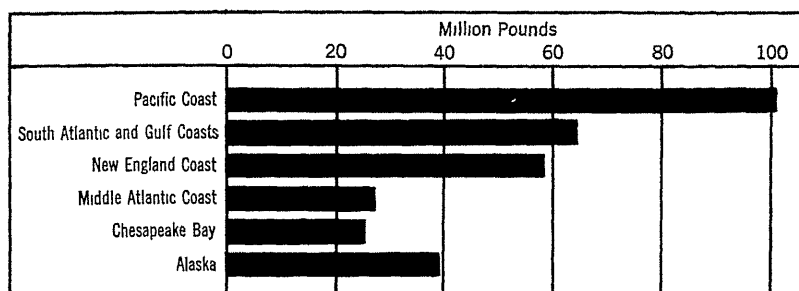 Million Pounds
0 20 40 60 80 100
Pacific Coast
South Atlantic and Gulf Coasts
New England Coast
Middle Atlantic Coast
Chesapeake Bay
Alaska